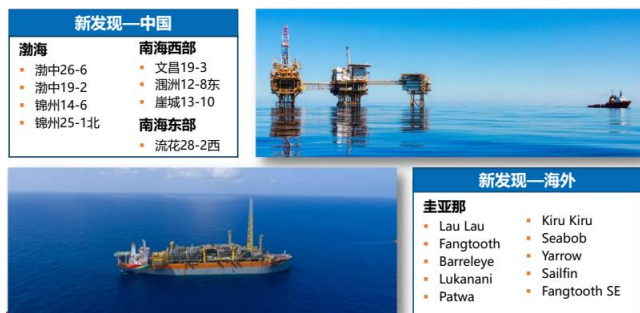 新发现—中国
渤海
渤中26-6
渤中19-2
锦州14-6
锦州25-1北
南海西部
文昌19-3
涠洲12-8东
崖城13-10
南海东部
流花28-2西
新发现—海外
圭亚那
Lau Lau
Fangtooth
Barreleye
Lukanani
Patwa
Kiru Kiru
Seabob
Yarrow
Sailfin
Fangtooth SE